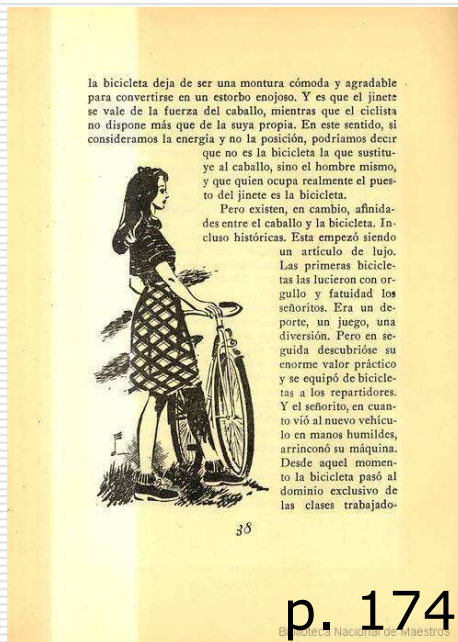 la bicicleta deja de ser una montura cómoda y agradable
para convertirse en un estorbo enojoso. Y es que el jinete
se vale de la fuerza del caballo, mientras que el ciclista
no dispone más que de la suya propia. En este sentido, si
consideramos la energía y no la posición, podríamos decir
que no es la bicicleta la que sustitu-
ye al caballo, sino el hombre mismo,
y que quien ocupa realmente el pues-
to del jinete es la bicicleta.
Pero existen, en cambio, afinida-
des entre el caballo y la bicicleta. In-
cluso históricas. Esta empezó siendo
un artículo de lujo.
Las primeras bicicle-
tas las lucieron con or-
gullo y fatuidad los
señoritos. Era un de-
porte, un juego, una
diversión. Pero en se-
guida descubrióse su
enorme valor práctico
y se equipó de bicicle-
tas a los repartidores.
Y el señorito, en cuan-
to vió al nuevo vehícu-
lo en manos humildes,
arrinconó su máquina.
Desde aquel momen-
to la bicicleta pasó al
dominio exclusivo de
las clases trabajado-
38
p. 174
Biblioteca Nacional de Maestros